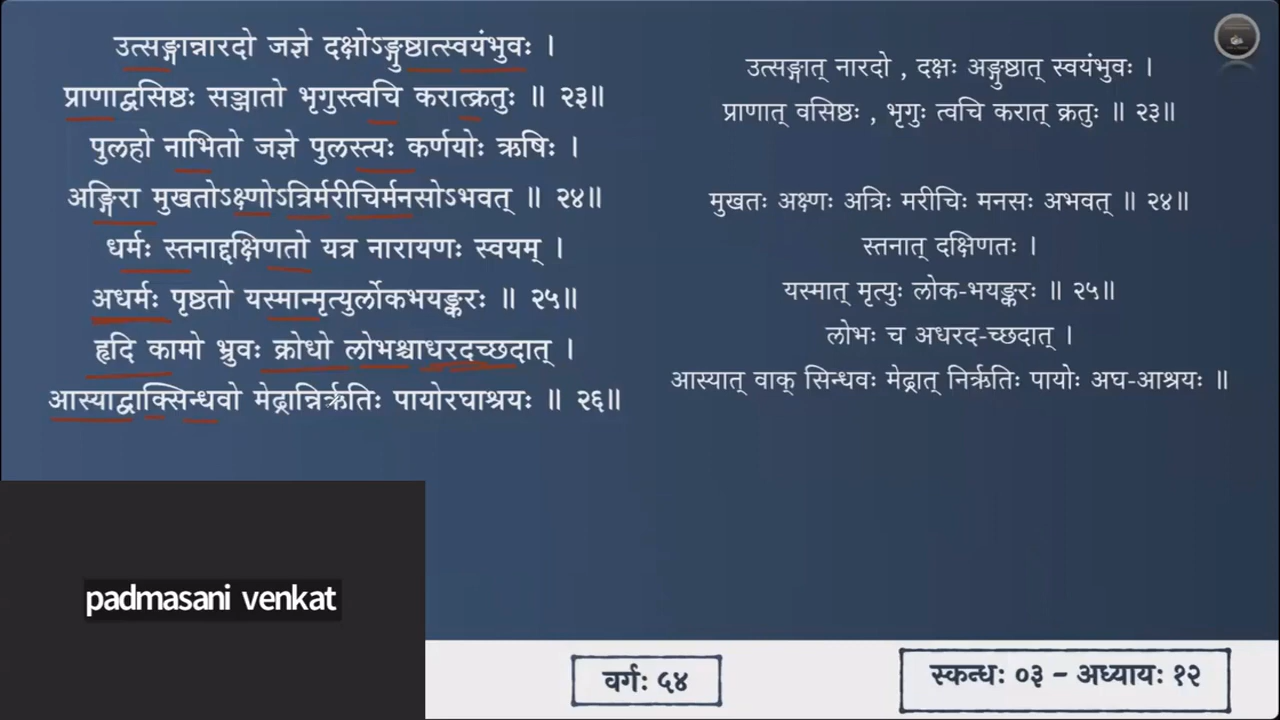 उत्सङ्गान्नारदो जज्ञे दक्षोऽङ्गुष्ठात्स्वयंभुवः ।
प्राणाद्वसिष्ठः सञ्जातो भृगुस्त्वचि करात्क्रतुः ॥ २३॥
पुलहो नाभितो जज्ञे पुलस्त्यः कर्णयोः ऋषिः ।
अङ्गिरा मुखतोऽक्ष्णोऽत्रिर्मरीचिर्मनसोऽभवत् ॥ २४॥
धर्मः स्तनाद्दक्षिणतो यत्र नारायणः स्वयम् ।
अधर्मः पृष्ठतो यस्मान्मृत्युर्लोकभयङ्करः ॥ २५॥
हृदि कामो भ्रुवः क्रोधो लोभश्चाधरदच्छदात् ।
आस्याद्वाक्सिन्धवो मेढ्रान्निर्ऋतिः पायोरघाश्रयः ॥ २६॥
उत्सङ्गात् नारदो , दक्षः अङ्गुष्ठात् स्वयंभुवः ।
प्राणात् वसिष्ठः , भृगुः त्वचि करात् क्रतुः ॥ २३॥
मुखतः अक्ष्णः अत्रिः मरीचिः मनसः अभवत् ॥ २४॥
स्तनात् दक्षिणतः ।
यस्मात् मृत्युः लोक-भयङ्करः ॥ २५॥
लोभः च अधरद-च्छदात् ।
आस्यात् वाक् सिन्धवः मेढ्रात् निर्ऋतिः पायोः अघ-आश्रयः ॥
padmasani venkat
वर्गः ५४
स्कन्धः ०३ – अध्यायः १२